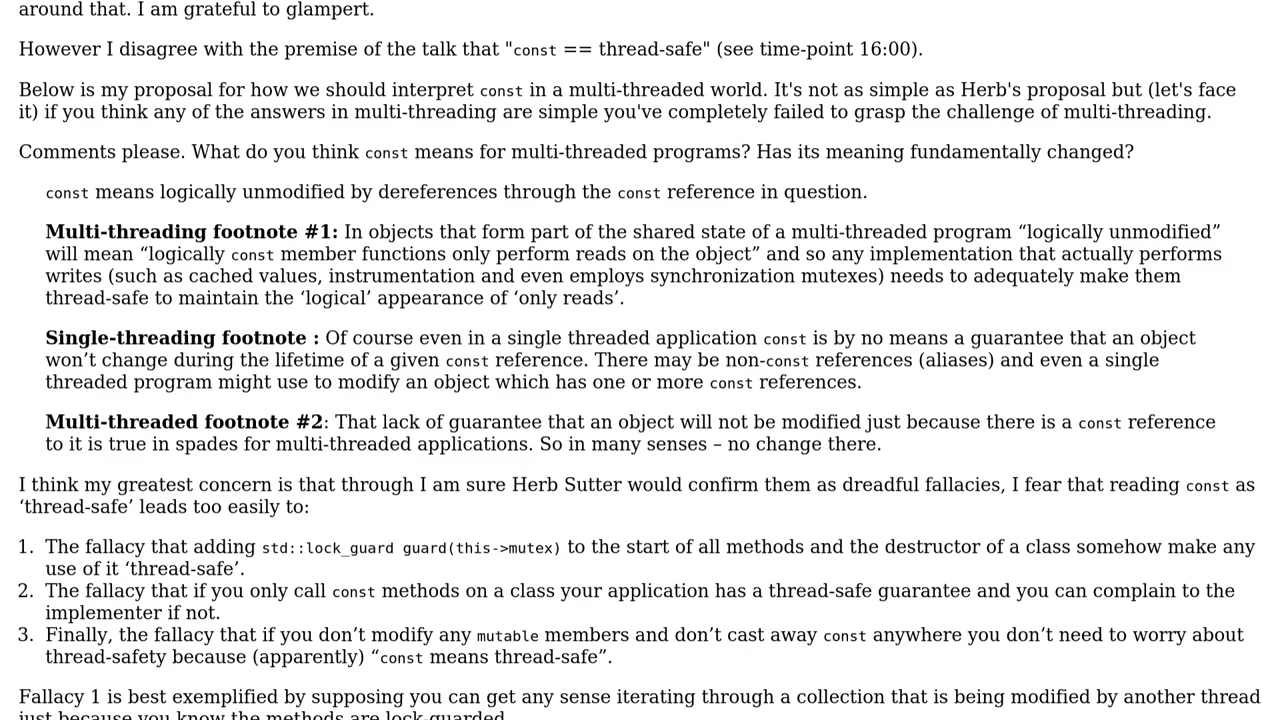 around that. I am grateful to glampert.
However I disagree with the premise of the talk that "const == thread-safe" (see time-point 16:00).
Below is my proposal for how we should interpret const in a multi-threaded world. It's not as simple as Herb's proposal but (let's face
it) if you think any of the answers in multi-threading are simple you've completely failed to grasp the challenge of multi-threading.
Comments please. What do you think const means for multi-threaded programs? Has its meaning fundamentally changed?
const means logically unmodified by dereferences through the const reference in question.
Multi-threading footnote #1: In objects that form part of the shared state of a multi-threaded program “logically unmodified”
will mean “logically const member functions only perform reads on the object” and so any implementation that actually performs
writes (such as cached values, instrumentation and even employs synchronization mutexes) needs to adequately make them
thread-safe to maintain the ‘logical’ appearance of ‘only reads’.
Single-threading footnote : Of course even in a single threaded application const is by no means a guarantee that an object
won’t change during the lifetime of a given const reference. There may be non-const references (aliases) and even a single
threaded program might use to modify an object which has one or more const references.
Multi-threaded footnote #2: That lack of guarantee that an object will not be modified just because there is a const reference
to it is true in spades for multi-threaded applications. So in many senses – no change there.
I think my greatest concern is that through I am sure Herb Sutter would confirm them as dreadful fallacies, I fear that reading const as
‘thread-safe’ leads too easily to:
1. The fallacy that adding std::lock_guard guard(this->mutex) to the start of all methods and the destructor of a class somehow make any
use of it ‘thread-safe’.
2. The fallacy that if you only call const methods on a class your application has a thread-safe guarantee and you can complain to the
implementer if not.
3. Finally, the fallacy that if you don’t modify any mutable members and don’t cast away const anywhere you don’t need to worry about
thread-safety because (apparently) “const means thread-safe”.
Fallacy 1 is best exemplified by supposing you can get any sense iterating through a collection that is being modified by another thread
just because you know the methods are lock-guarded.